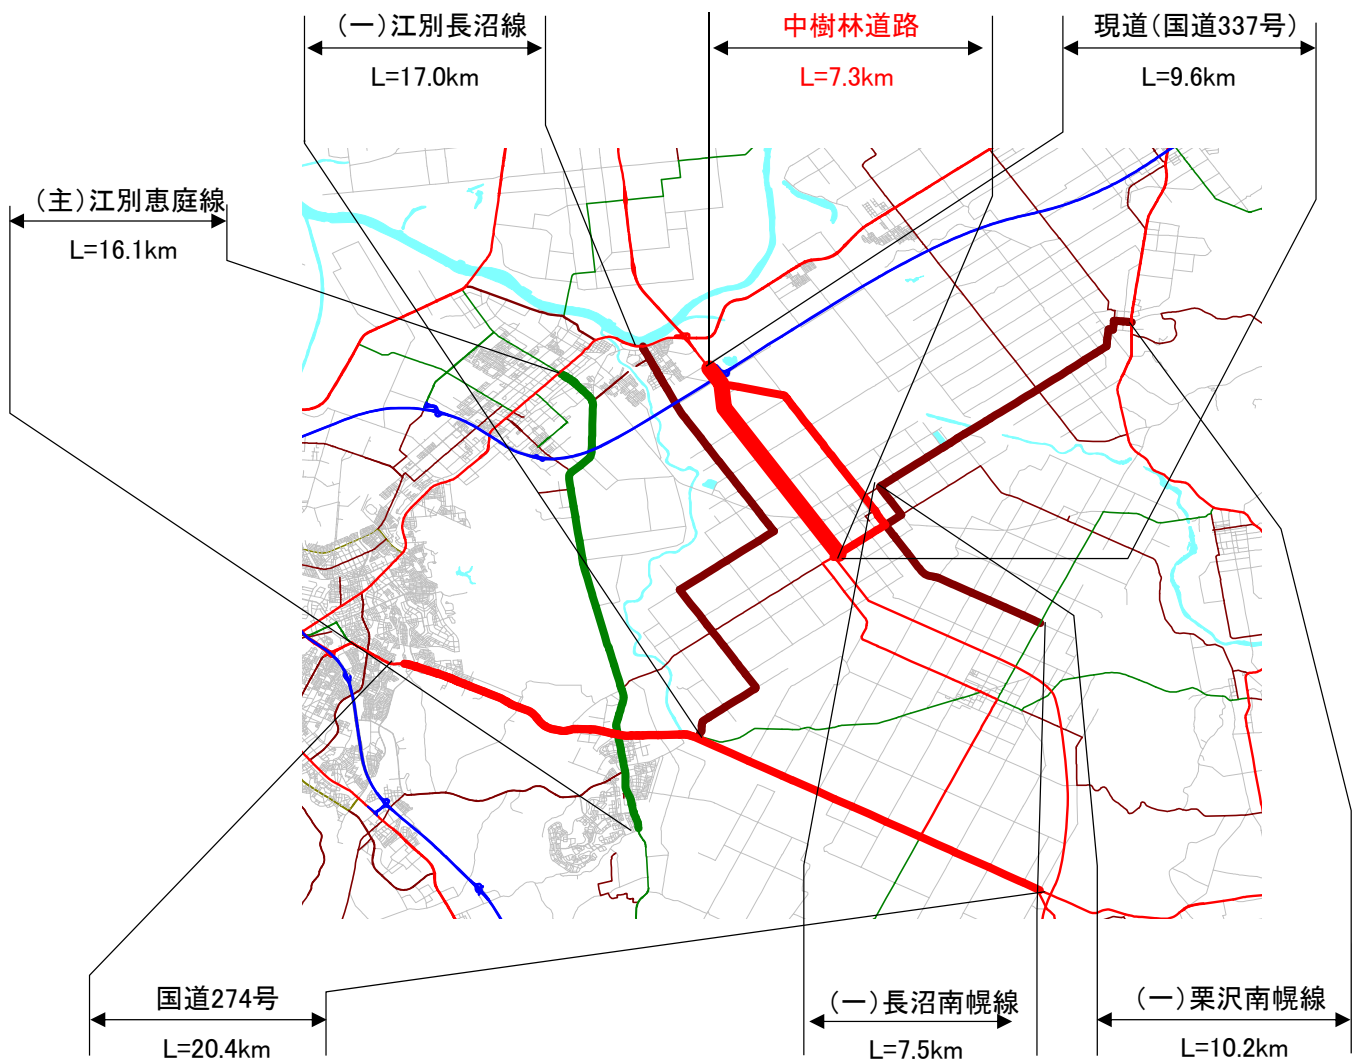 (一)江別長沼線
L=17.0km
中樹林道路
L=7.3km
現道(国道337号)
L=9.6km
(主)江別恵庭線
L=16.1km
国道274号
L=20.4km
(一)長沼南幌線
L=7.5km
(一)栗沢南幌線
L=10.2km